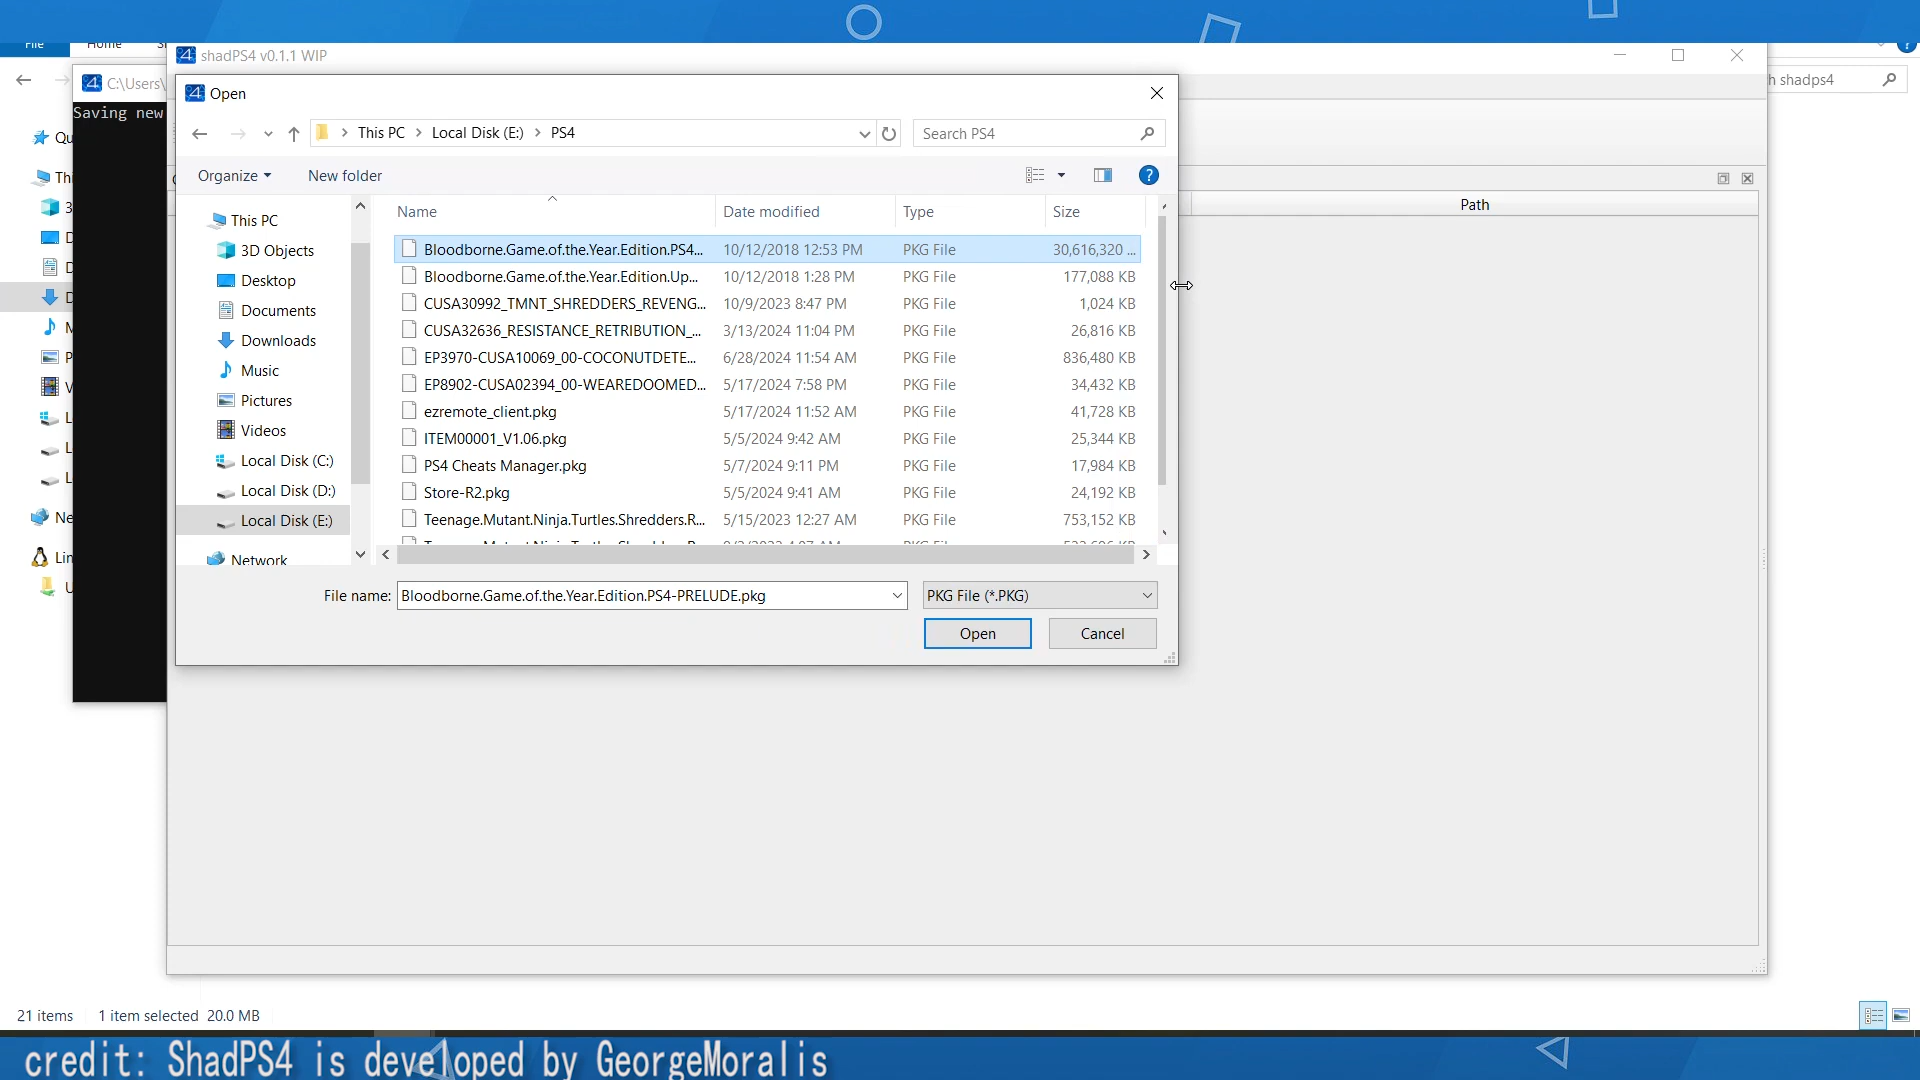 File Home
shadPS4 v0.1.1 WIP
C:\Users\
shadps4
Saving new
Open
This PC > Local Disk (E:) > PS4
Search PS4
Organize
New folder
Name Date modified Type Size
Path
This PC
3D Objects
Desktop
Documents
Downloads
Music
Pictures
Videos
Local Disk (C:)
Local Disk (D:)
Local Disk (E:)
Network
Bloodborne.Game.of.the.Year.Edition.PS4... 10/12/2018 12:53 PM PKG File 30,616,320 ...
Bloodborne.Game.of.the.Year.Edition.Up... 10/12/2018 1:28 PM PKG File 177,088 KB
CUSA30992_TMNT_SHREDDERS_REVENG... 10/9/2023 8:47 PM PKG File 1,024 KB
CUSA32636_RESISTANCE_RETRIBUTION_... 3/13/2024 11:04 PM PKG File 26,816 KB
EP3970-CUSA10069_00-COCONUTDETE... 6/28/2024 11:54 AM PKG File 836,480 KB
EP8902-CUSA02394_00-WEAREDOOMED... 5/17/2024 7:58 PM PKG File 34,432 KB
ezremote_client.pkg 5/17/2024 11:52 AM PKG File 41,728 KB
ITEM00001_V1.06.pkg 5/5/2024 9:42 AM PKG File 25,344 KB
PS4 Cheats Manager.pkg 5/7/2024 9:11 PM PKG File 17,984 KB
Store-R2.pkg 5/5/2024 9:41 AM PKG File 24,192 KB
Teenage.Mutant.Ninja.Turtles.Shredders.R... 5/15/2023 12:27 AM PKG File 753,152 KB
File name: Bloodborne.Game.of.the.Year.Edition.PS4-PRELUDE.pkg
PKG File (*.PKG)
Open
Cancel
21 items 1 item selected 20.0 MB
credit: ShadPS4 is developed by GeorgeMoralis